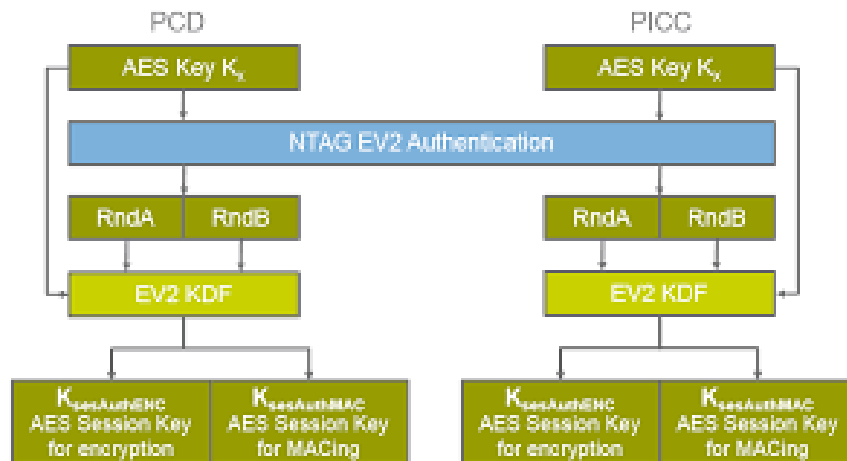 PCD
PICC
AES Key Kx
AES Key Kx
NTAG EV2 Authentication
RndA
RndB
RndA
RndB
EV2 KDF
EV2 KDF
KsesAuthENC
AES Session Key
for encryption
KsesAuthMAC
AES Session Key
for MACing
KsesAuthENC
AES Session Key
for encryption
KsesAuthMAC
AES Session Key
for MACing